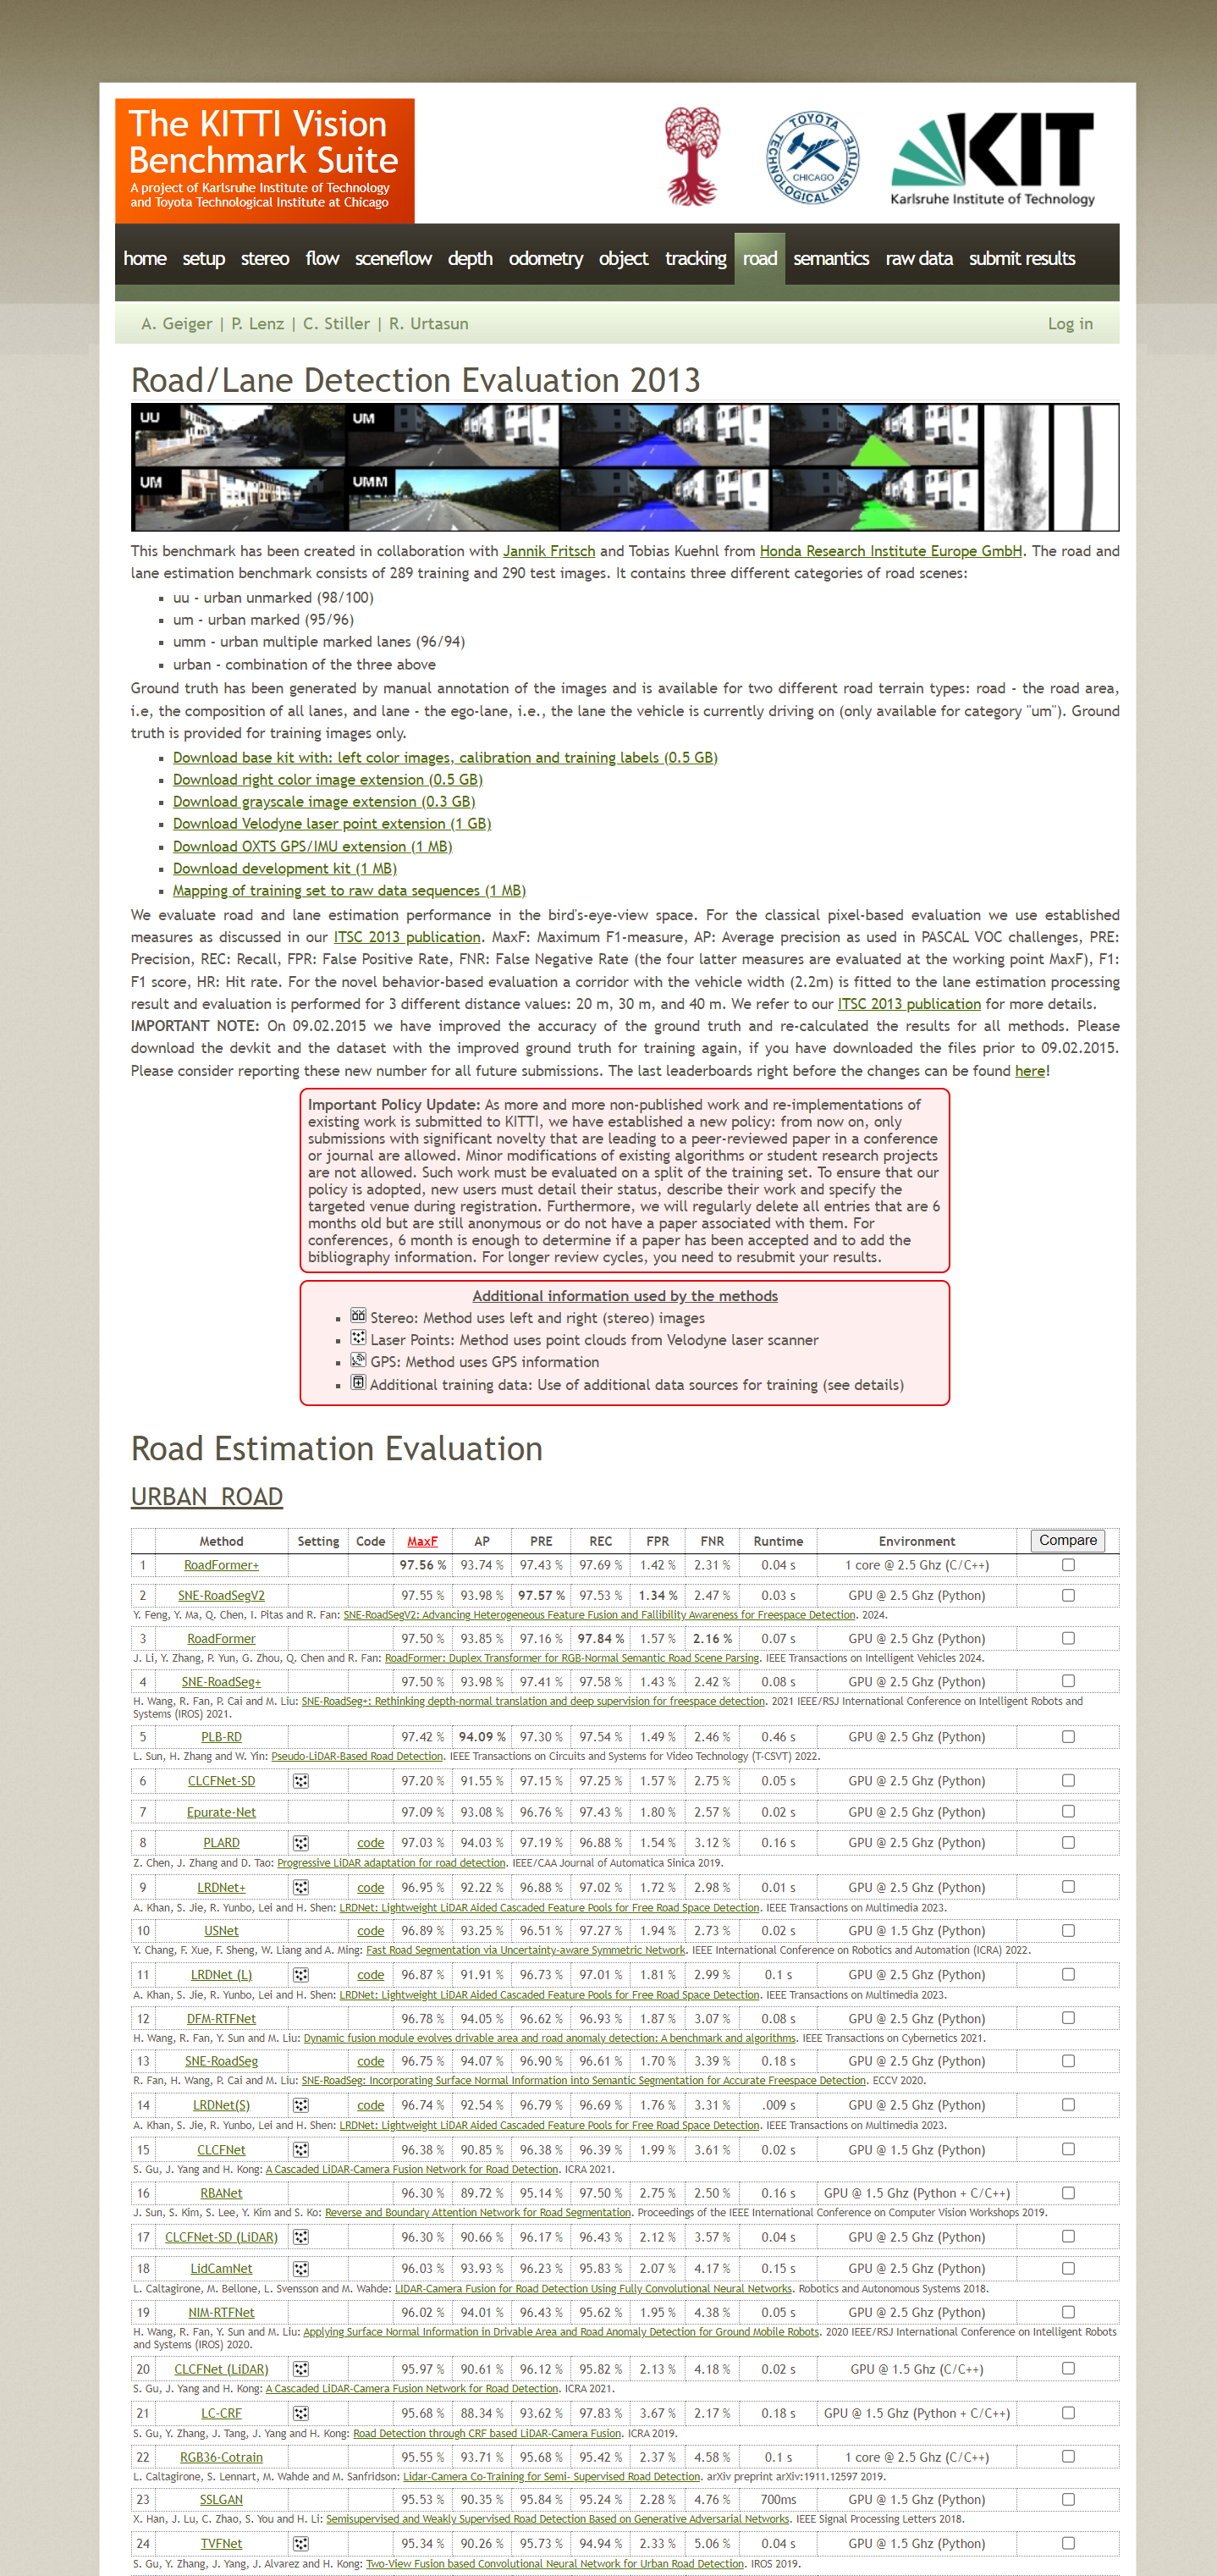 The KITTI Vision
Benchmark Suite
A project of Karlsruhe Institute of Technology
and Toyota Technological Institute at Chicago
TOYOTA TECHNOLOGICAL INSTITUTE CHICAGO
KIT
Karlsruhe Institute of Technology
home setup stereo flow sceneflow depth odometry object tracking road semantics raw data submit results
A. Geiger | P. Lenz | C. Stiller | R. Urtasun Log in
Road/Lane Detection Evaluation 2013
UU UM
UM UMM
This benchmark has been created in collaboration with Jannik Fritsch and Tobias Kuehnl from Honda Research Institute Europe GmbH. The road and
lane estimation benchmark consists of 289 training and 290 test images. It contains three different categories of road scenes:
▪ uu - urban unmarked (98/100)
▪ um - urban marked (95/96)
▪ umm - urban multiple marked lanes (96/94)
▪ urban - combination of the three above
Ground truth has been generated by manual annotation of the images and is available for two different road terrain types: road - the road area,
i.e, the composition of all lanes, and lane - the ego-lane, i.e., the lane the vehicle is currently driving on (only available for category "um"). Ground
truth is provided for training images only.
▪ Download base kit with: left color images, calibration and training labels (0.5 GB)
▪ Download right color image extension (0.5 GB)
▪ Download grayscale image extension (0.3 GB)
▪ Download Velodyne laser point extension (1 GB)
▪ Download OXTS GPS/IMU extension (1 MB)
▪ Download development kit (1 MB)
▪ Mapping of training set to raw data sequences (1 MB)
We evaluate road and lane estimation performance in the bird's-eye-view space. For the classical pixel-based evaluation we use established
measures as discussed in our ITSC 2013 publication. MaxF: Maximum F1-measure, AP: Average precision as used in PASCAL VOC challenges, PRE:
Precision, REC: Recall, FPR: False Positive Rate, FNR: False Negative Rate (the four latter measures are evaluated at the working point MaxF), F1:
F1 score, HR: Hit rate. For the novel behavior-based evaluation a corridor with the vehicle width (2.2m) is fitted to the lane estimation processing
result and evaluation is performed for 3 different distance values: 20 m, 30 m, and 40 m. We refer to our ITSC 2013 publication for more details.
IMPORTANT NOTE: On 09.02.2015 we have improved the accuracy of the ground truth and re-calculated the results for all methods. Please
download the devkit and the dataset with the improved ground truth for training again, if you have downloaded the files prior to 09.02.2015.
Please consider reporting these new number for all future submissions. The last leaderboards right before the changes can be found here!
Important Policy Update: As more and more non-published work and re-implementations of
existing work is submitted to KITTI, we have established a new policy: from now on, only
submissions with significant novelty that are leading to a peer-reviewed paper in a conference
or journal are allowed. Minor modifications of existing algorithms or student research projects
are not allowed. Such work must be evaluated on a split of the training set. To ensure that our
policy is adopted, new users must detail their status, describe their work and specify the
targeted venue during registration. Furthermore, we will regularly delete all entries that are 6
months old but are still anonymous or do not have a paper associated with them. For
conferences, 6 month is enough to determine if a paper has been accepted and to add the
bibliography information. For longer review cycles, you need to resubmit your results.
Additional information used by the methods
▪ Stereo: Method uses left and right (stereo) images
▪ Laser Points: Method uses point clouds from Velodyne laser scanner
▪ GPS: Method uses GPS information
▪ Additional training data: Use of additional data sources for training (see details)
Road Estimation Evaluation
URBAN_ROAD
Method Setting Code MaxF AP PRE REC FPR FNR Runtime Environment Compare
1 RoadFormer+ 97.56 % 93.74 % 97.43 % 97.69 % 1.42 % 2.31 % 0.04 s 1 core @ 2.5 Ghz (C/C++)
2 SNE-RoadSegV2 97.55 % 93.98 % 97.57 % 97.53 % 1.34 % 2.47 % 0.03 s GPU @ 2.5 Ghz (Python)
Y. Feng, Y. Ma, Q. Chen, I. Pitas and R. Fan: SNE-RoadSegV2: Advancing Heterogeneous Feature Fusion and Fallibility Awareness for Freespace Detection. 2024.
3 RoadFormer 97.50 % 93.85 % 97.16 % 97.84 % 1.57 % 2.16 % 0.07 s GPU @ 2.5 Ghz (Python)
J. Li, Y. Zhang, P. Yun, G. Zhou, Q. Chen and R. Fan: RoadFormer: Duplex Transformer for RGB-Normal Semantic Road Scene Parsing. IEEE Transactions on Intelligent Vehicles 2024.
4 SNE-RoadSeg+ 97.50 % 93.98 % 97.41 % 97.58 % 1.43 % 2.42 % 0.08 s GPU @ 2.5 Ghz (Python)
H. Wang, R. Fan, P. Cai and M. Liu: SNE-RoadSeg+: Rethinking depth-normal translation and deep supervision for freespace detection. 2021 IEEE/RSJ International Conference on Intelligent Robots and
Systems (IROS) 2021.
5 PLB-RD 97.42 % 94.09 % 97.30 % 97.54 % 1.49 % 2.46 % 0.46 s GPU @ 2.5 Ghz (Python)
L. Sun, H. Zhang and W. Yin: Pseudo-LiDAR-Based Road Detection. IEEE Transactions on Circuits and Systems for Video Technology (T-CSVT) 2022.
6 CLCFNet-SD 97.20 % 91.55 % 97.15 % 97.25 % 1.57 % 2.75 % 0.05 s GPU @ 2.5 Ghz (Python)
7 Epurate-Net 97.09 % 93.08 % 96.76 % 97.43 % 1.80 % 2.57 % 0.02 s GPU @ 2.5 Ghz (Python)
8 PLARD code 97.03 % 94.03 % 97.19 % 96.88 % 1.54 % 3.12 % 0.16 s GPU @ 2.5 Ghz (Python)
Z. Chen, J. Zhang and D. Tao: Progressive LiDAR adaptation for road detection. IEEE/CAA Journal of Automatica Sinica 2019.
9 LRDNet+ code 96.95 % 92.22 % 96.88 % 97.02 % 1.72 % 2.98 % 0.01 s GPU @ 2.5 Ghz (Python)
A. Khan, S. Jie, R. Yunbo, Lei and H. Shen: LRDNet: Lightweight LiDAR Aided Cascaded Feature Pools for Free Road Space Detection. IEEE Transactions on Multimedia 2023.
10 USNet code 96.89 % 93.25 % 96.51 % 97.27 % 1.94 % 2.73 % 0.02 s GPU @ 1.5 Ghz (Python)
Y. Chang, F. Xue, F. Sheng, W. Liang and A. Ming: Fast Road Segmentation via Uncertainty-aware Symmetric Network. IEEE International Conference on Robotics and Automation (ICRA) 2022.
11 LRDNet (L) code 96.87 % 91.91 % 96.73 % 97.01 % 1.81 % 2.99 % 0.1 s GPU @ 2.5 Ghz (Python)
A. Khan, S. Jie, R. Yunbo, Lei and H. Shen: LRDNet: Lightweight LiDAR Aided Cascaded Feature Pools for Free Road Space Detection. IEEE Transactions on Multimedia 2023.
12 DFM-RTFNet 96.78 % 94.05 % 96.62 % 96.93 % 1.87 % 3.07 % 0.08 s GPU @ 2.5 Ghz (Python)
H. Wang, R. Fan, Y. Sun and M. Liu: Dynamic fusion module evolves drivable area and road anomaly detection: A benchmark and algorithms. IEEE Transactions on Cybernetics 2021.
13 SNE-RoadSeg code 96.75 % 94.07 % 96.90 % 96.61 % 1.70 % 3.39 % 0.18 s GPU @ 2.5 Ghz (Python)
R. Fan, H. Wang, P. Cai and M. Liu: SNE-RoadSeg: Incorporating Surface Normal Information into Semantic Segmentation for Accurate Freespace Detection. ECCV 2020.
14 LRDNet(S) code 96.74 % 92.54 % 96.79 % 96.69 % 1.76 % 3.31 % .009 s GPU @ 2.5 Ghz (Python)
A. Khan, S. Jie, R. Yunbo, Lei and H. Shen: LRDNet: Lightweight LiDAR Aided Cascaded Feature Pools for Free Road Space Detection. IEEE Transactions on Multimedia 2023.
15 CLCFNet 96.38 % 90.85 % 96.38 % 96.39 % 1.99 % 3.61 % 0.02 s GPU @ 1.5 Ghz (Python)
S. Gu, J. Yang and H. Kong: A Cascaded LiDAR-Camera Fusion Network for Road Detection. ICRA 2021.
16 RBANet 96.30 % 89.72 % 95.14 % 97.50 % 2.75 % 2.50 % 0.16 s GPU @ 1.5 Ghz (Python + C/C++)
J. Sun, S. Kim, S. Lee, Y. Kim and S. Ko: Reverse and Boundary Attention Network for Road Segmentation. Proceedings of the IEEE International Conference on Computer Vision Workshops 2019.
17 CLCFNet-SD (LiDAR) 96.30 % 90.66 % 96.17 % 96.43 % 2.12 % 3.57 % 0.04 s GPU @ 2.5 Ghz (Python)
18 LidCamNet 96.03 % 93.93 % 96.23 % 95.83 % 2.07 % 4.17 % 0.15 s GPU @ 2.5 Ghz (Python)
L. Caltagirone, M. Bellone, L. Svensson and M. Wahde: LIDAR-Camera Fusion for Road Detection Using Fully Convolutional Neural Networks. Robotics and Autonomous Systems 2018.
19 NIM-RTFNet 96.02 % 94.01 % 96.43 % 95.62 % 1.95 % 4.38 % 0.05 s GPU @ 2.5 Ghz (Python)
H. Wang, R. Fan, Y. Sun and M. Liu: Applying Surface Normal Information in Drivable Area and Road Anomaly Detection for Ground Mobile Robots. 2020 IEEE/RSJ International Conference on Intelligent Robots
and Systems (IROS) 2020.
20 CLCFNet (LiDAR) 95.97 % 90.61 % 96.12 % 95.82 % 2.13 % 4.18 % 0.02 s GPU @ 1.5 Ghz (C/C++)
S. Gu, J. Yang and H. Kong: A Cascaded LiDAR-Camera Fusion Network for Road Detection. ICRA 2021.
21 LC-CRF 95.68 % 88.34 % 93.62 % 97.83 % 3.67 % 2.17 % 0.18 s GPU @ 1.5 Ghz (Python + C/C++)
S. Gu, Y. Zhang, J. Tang, J. Yang and H. Kong: Road Detection through CRF based LiDAR-Camera Fusion. ICRA 2019.
22 RGB36-Cotrain 95.55 % 93.71 % 95.68 % 95.42 % 2.37 % 4.58 % 0.1 s 1 core @ 2.5 Ghz (C/C++)
L. Caltagirone, S. Lennart, M. Wahde and M. Sanfridson: Lidar-Camera Co-Training for Semi- Supervised Road Detection. arXiv preprint arXiv:1911.12597 2019.
23 SSLGAN 95.53 % 90.35 % 95.84 % 95.24 % 2.28 % 4.76 % 700ms GPU @ 1.5 Ghz (Python)
X. Han, J. Lu, C. Zhao, S. You and H. Li: Semisupervised and Weakly Supervised Road Detection Based on Generative Adversarial Networks. IEEE Signal Processing Letters 2018.
24 TVFNet 95.34 % 90.26 % 95.73 % 94.94 % 2.33 % 5.06 % 0.04 s GPU @ 1.5 Ghz (Python)
S. Gu, Y. Zhang, J. Yang, J. Alvarez and H. Kong: Two-View Fusion based Convolutional Neural Network for Urban Road Detection. IROS 2019.